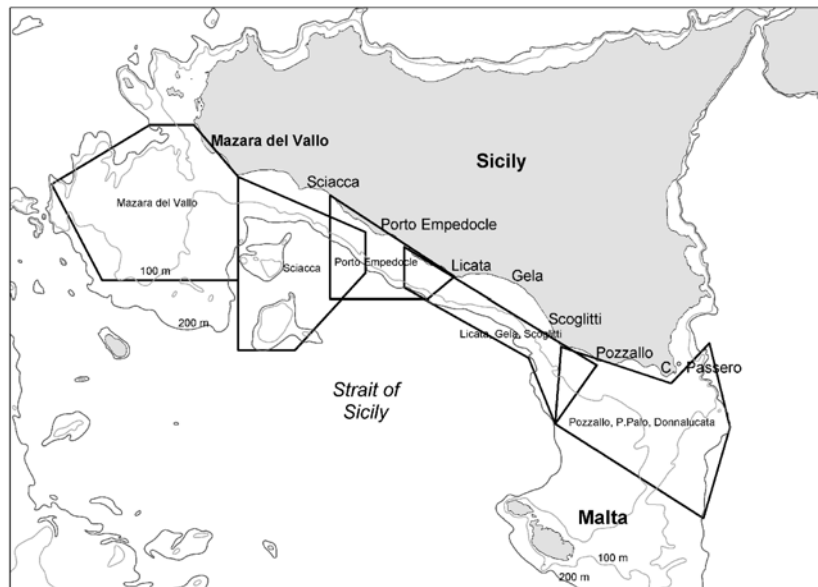 Mazara del Vallo
Sicily
Sciacca
Mazara del Vallo
Porto Empedocle
Porto Empedocle
Sciacca
Licata
100 m
Gela
200 m
Scoglitti
Licata, Gela, Scoglitti
Pozzallo
C. Passero
Strait of
Sicily
Pozzallo, P.Palo, Donnalucata
Malta
100 m
200 m